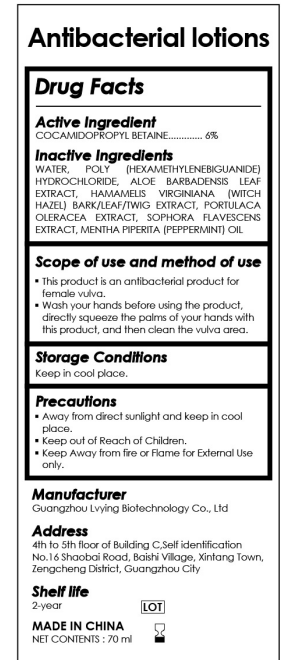 Antibacterial lotions
Drug Facts
Active Ingredient
COCAMIDOPROPYL BETAINE............. 6%
Inactive Ingredients
WATER, POLY (HEXAMETHYLENEBIGUANIDE)
HYDROCHLORIDE, ALOE BARBADENSIS LEAF
EXTRACT, HAMAMELIS VIRGINIANA (WITCH
HAZEL) BARK/LEAF/TWIG EXTRACT, PORTULACA
OLERACEA EXTRACT, SOPHORA FLAVESCENS
EXTRACT, MENTHA PIPERITA (PEPPERMINT) OIL
Scope of use and method of use
▪ This product is an antibacterial product for
female vulva.
▪ Wash your hands before using the product,
directly squeeze the palms of your hands with
this product, and then clean the vulva area.
Storage Conditions
Keep in cool place.
Precautions
▪ Away from direct sunlight and keep in cool
place.
▪ Keep out of Reach of Children.
▪ Keep Away from fire or Flame for External Use
only.
Manufacturer
Guangzhou Lvying Biotechnology Co., Ltd
Address
4th to 5th floor of Building C,Self identification
No.16 Shaobai Road, Baishi Village, Xintang Town,
Zengcheng District, Guangzhou City
Shelf life
2-year
LOT
MADE IN CHINA
NET CONTENTS : 70 ml